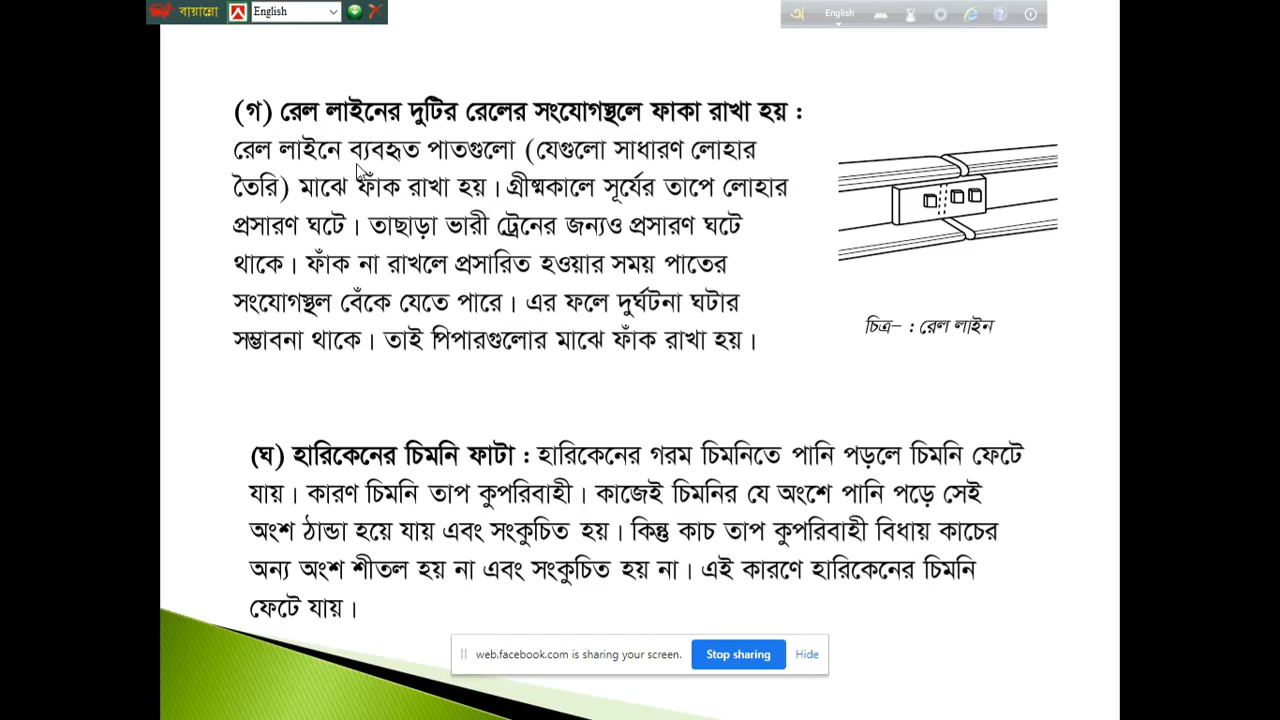 বায়ান্নো
English
অ
English
(গ) রেল লাইনের দুটির রেলের সংযোগস্থলে ফাকা রাখা হয় :
রেল লাইনে ব্যবহৃত পাতগুলো (যেগুলো সাধারণ লোহার
তৈরি) মাঝে ফাঁক রাখা হয়। গ্রীষ্মকালে সূর্যের তাপে লোহার
প্রসারণ ঘটে। তাছাড়া ভারী ট্রেনের জন্যও প্রসারণ ঘটে
থাকে। ফাঁক না রাখলে প্রসারিত হওয়ার সময় পাতের
সংযোগস্থল বেঁকে যেতে পারে। এর ফলে দুর্ঘটনা ঘটার
সম্ভাবনা থাকে। তাই পিপারগুলোর মাঝে ফাঁক রাখা হয়।
চিত্র– : রেল লাইন
(ঘ) হারিকেনের চিমনি ফাটা : হারিকেনের গরম চিমনিতে পানি পড়লে চিমনি ফেটে
যায়। কারণ চিমনি তাপ কুপরিবাহী। কাজেই চিমনির যে অংশে পানি পড়ে সেই
অংশ ঠান্ডা হয়ে যায় এবং সংকুচিত হয়। কিন্তু কাচ তাপ কুপরিবাহী বিধায় কাচের
অন্য অংশ শীতল হয় না এবং সংকুচিত হয় না। এই কারণে হারিকেনের চিমনি
ফেটে যায়।
web.facebook.com is sharing your screen. Stop sharing Hide